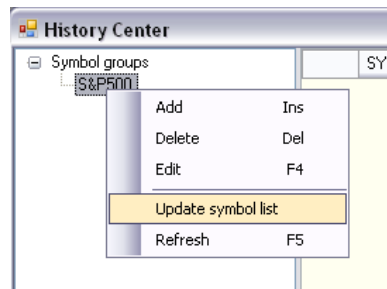 History Center
Symbol groups
S&P500
SY
Add Ins
Delete Del
Edit F4
Update symbol list
Refresh F5